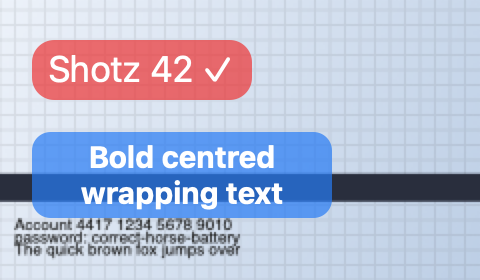 Shotz 42 ✓
Bold centred
wrapping text
Account 4417 1234 5678 9010
password: correct-horse-battery
The quick brown fox jumps over